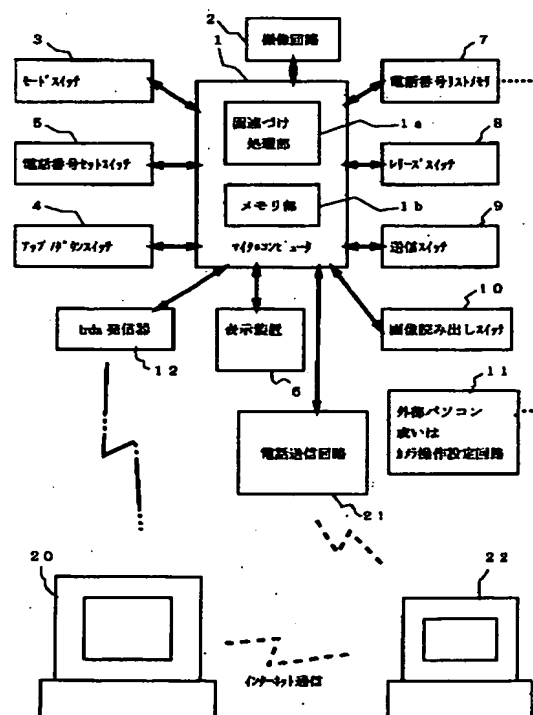 2
撮像回路
3
1
7
モードスイッチ
電話番号リストメモリ
関連づけ
処理部
1a
5
8
電話番号セットスイッチ
レリーズスイッチ
メモリ部
1b
4
9
アップ/ダウンスイッチ
マイクロコンピュータ
送信スイッチ
10
Irda 発信器
表示装置
画像読み出しスイッチ
12
6
11
外部パソコン
或いは
カメラ操作設定回路
電話送信回路
21
20
22
インターネット通信